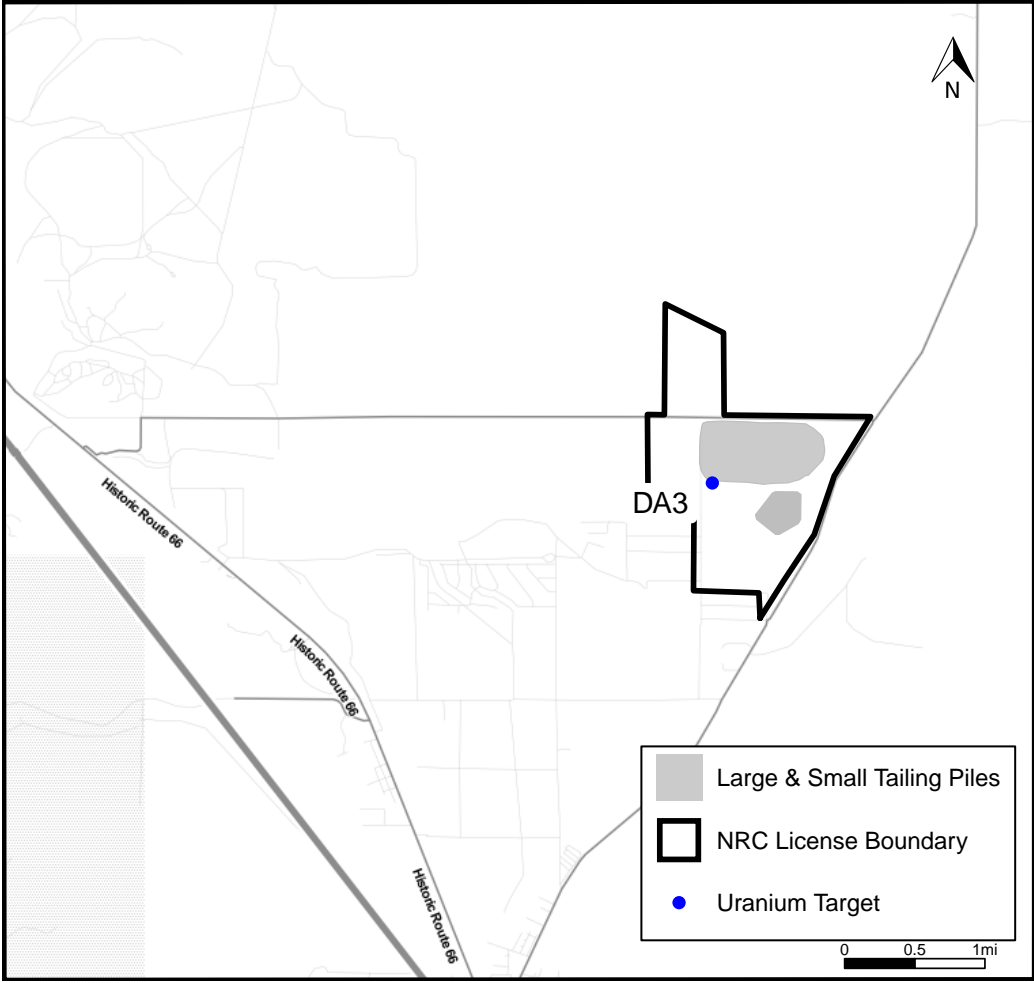 N
Historic Route 66
DA3
Historic Route 66
Large & Small Tailing Piles
NRC License Boundary
Historic Route 66
Uranium Target
0 0.5 1mi